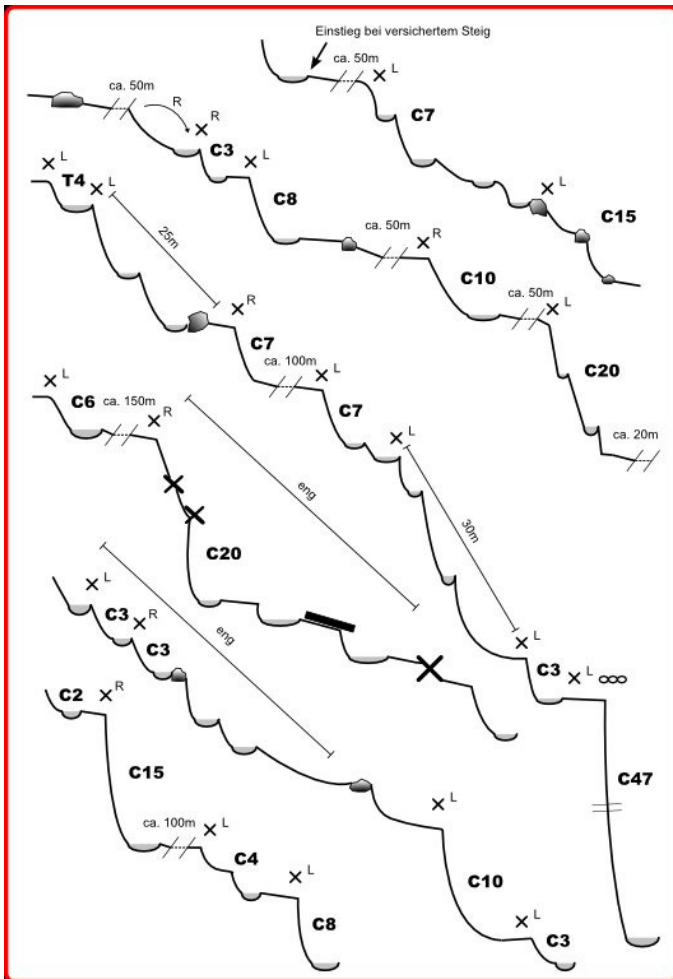 Einstieg bei versichertem Steig
ca. 50m
L
C7
L
C15
ca. 50m
R
R
C3
L
C8
ca. 50m
R
C10
ca. 50m
L
C20
ca. 20m
L
T4
L
25m
R
C7
ca. 100m
L
C7
L
30m
L
C3
L
C47
L
C6
ca. 150m
R
C20
eng
L
C3
R
C3
eng
L
C10
L
C3
C2
R
C15
ca. 100m
L
C4
L
C8